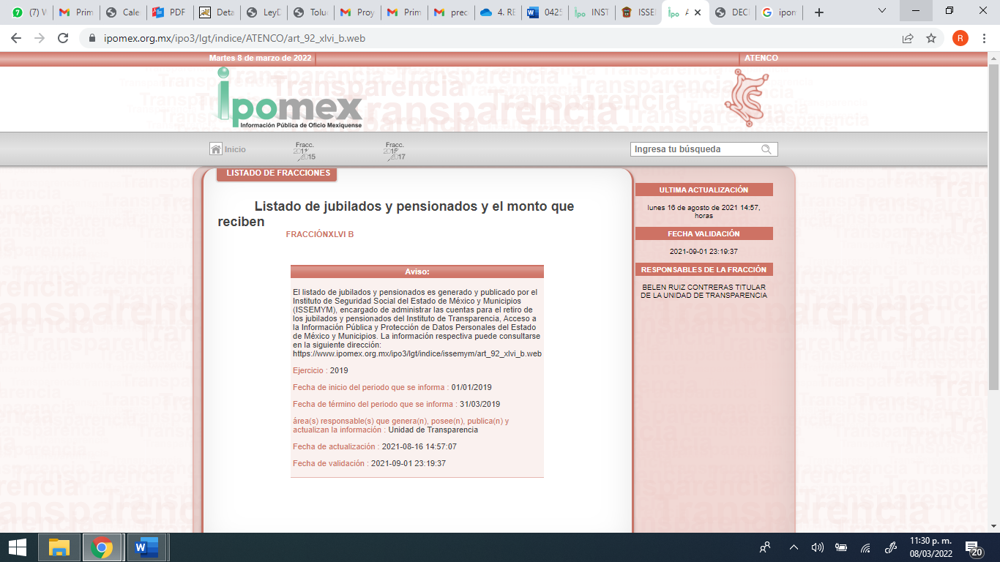 (7) W
Prim
Cale
PDF
Deta
LeyD
Toluc
Proy
Prim
prec
4. RE
0425
INST
ISSE
DECL
ipom
ipomex.org.mx/ipo3/lgt/indice/ATENCO/art_92_xlvi_b.web
R
Martes 8 de marzo de 2022
ATENCO
Transparencia
ipomex
Información Pública de Oficio Mexiquense
Inicio
Fracc.
2015
Fracc.
2017
Ingresa tu búsqueda
LISTADO DE FRACCIONES
Listado de jubilados y pensionados y el monto que
reciben
FRACCIÓNXLVI B
Aviso:
El listado de jubilados y pensionados es generado y publicado por el
Instituto de Seguridad Social del Estado de México y Municipios
(ISSEMYM), encargado de administrar las cuentas para el retiro de
los jubilados y pensionados del Instituto de Transparencia, Acceso a
la Información Pública y Protección de Datos Personales del Estado
de México y Municipios. La información respectiva puede consultarse
en la siguiente dirección:
https://www.ipomex.org.mx/ipo3/lgt/indice/issemym/art_92_xlvi_b.web
Ejercicio : 2019
Fecha de inicio del periodo que se informa : 01/01/2019
Fecha de término del periodo que se informa : 31/03/2019
área(s) responsable(s) que genera(n), posee(n), publica(n) y
actualizan la información : Unidad de Transparencia
Fecha de actualización : 2021-08-16 14:57:07
Fecha de validación : 2021-09-01 23:19:37
ULTIMA ACTUALIZACIÓN
lunes 16 de agosto de 2021 14:57,
horas
FECHA VALIDACIÓN
2021-09-01 23:19:37
RESPONSABLES DE LA FRACCIÓN
BELEN RUIZ CONTRERAS TITULAR
DE LA UNIDAD DE TRANSPARENCIA
11:30 p. m.
08/03/2022
20